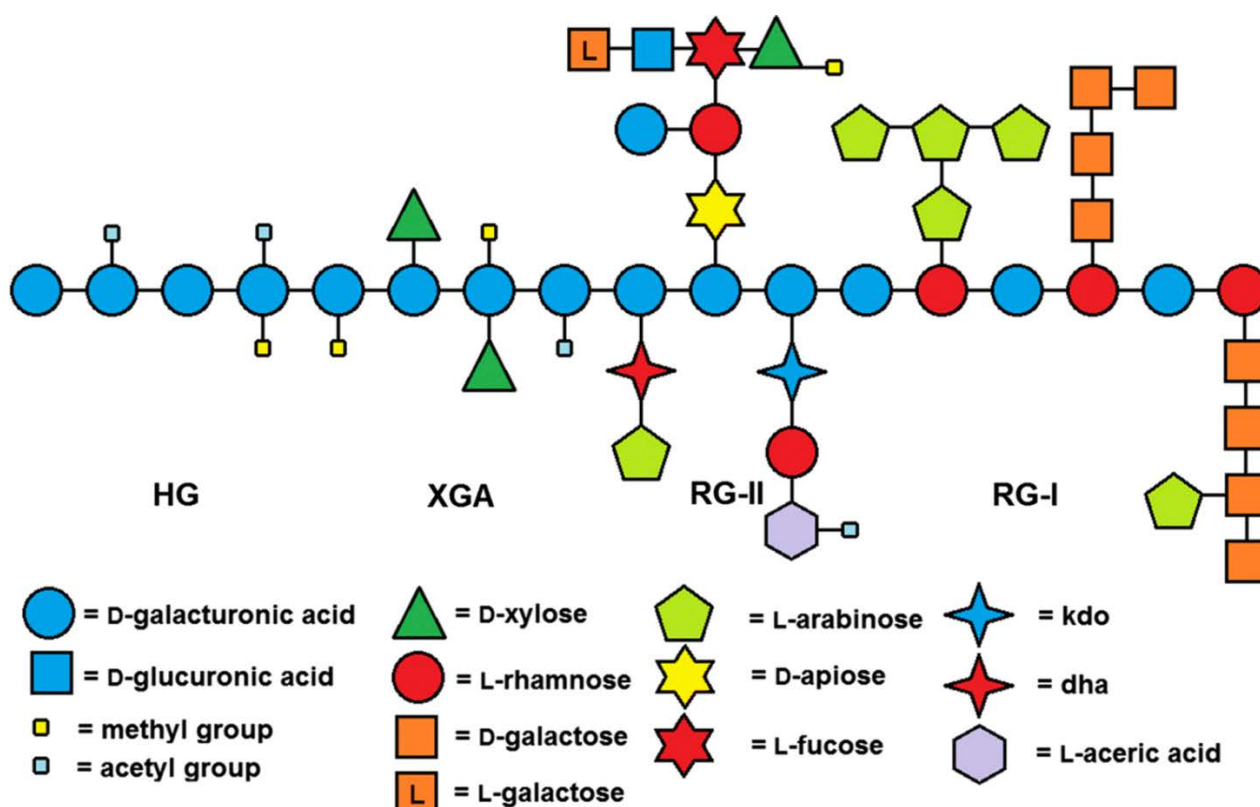 L
HG XGA RG-II RG-I
= D-galacturonic acid = D-xylose = L-arabinose = kdo
= D-glucuronic acid = L-rhamnose = D-apiose = dha
= methyl group = D-galactose = L-fucose = L-aceric acid
= acetyl group L = L-galactose